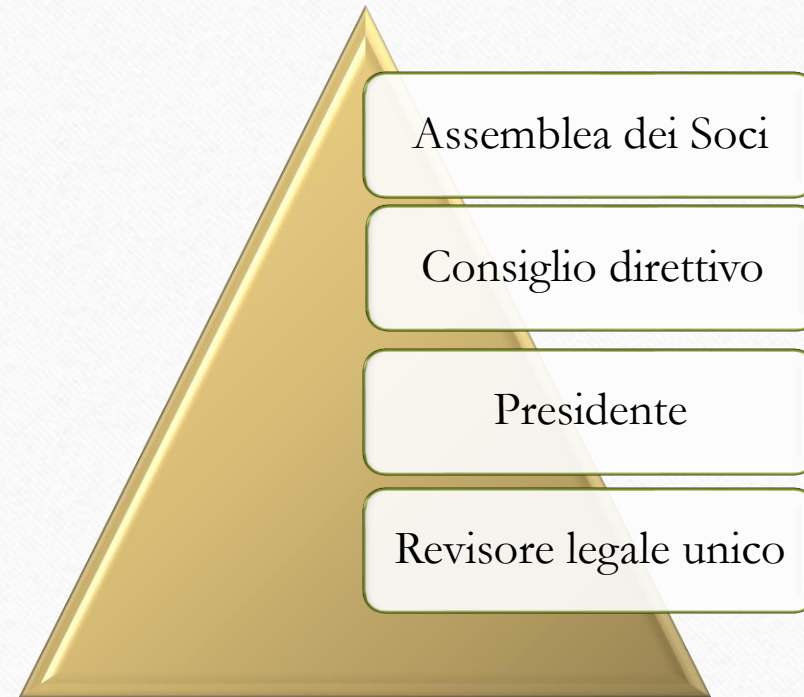 Assemblea dei Soci
Consiglio direttivo
Presidente
Revisore legale unico